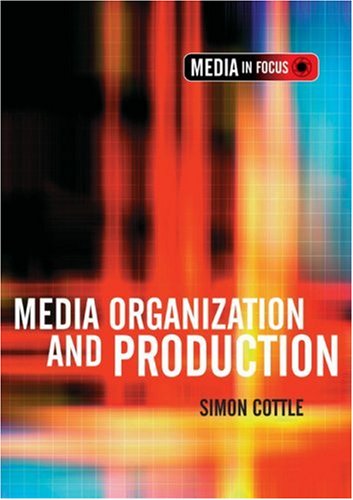 MEDIA IN FOCUS
MEDIA ORGANIZATION
AND PRODUCTION
SIMON COTTLE